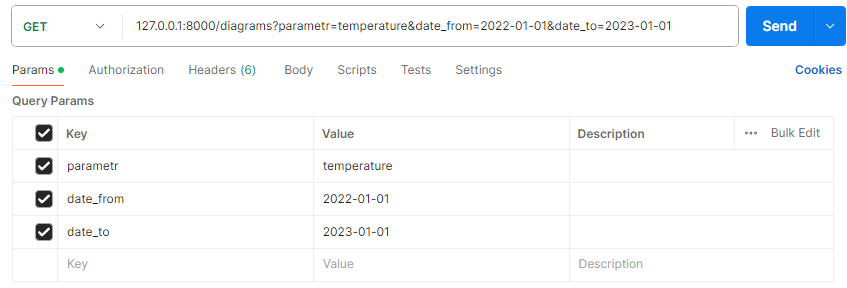 GET 127.0.0.1:8000/diagrams?parametr=temperature&date_from=2022-01-01&date_to=2023-01-01 Send
Params Authorization Headers (6) Body Scripts Tests Settings Cookies
Query Params
Key Value Description ••• Bulk Edit
parametr temperature
date_from 2022-01-01
date_to 2023-01-01
Key Value Description